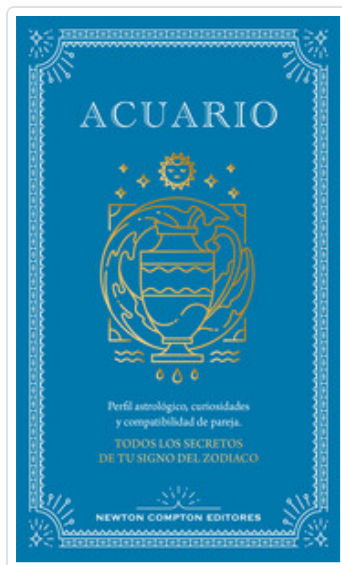 ACUARIO
Perfil astrológico, curiosidades
y compatibilidad de pareja.
TODOS LOS SECRETOS
DE TU SIGNO DEL ZODIACO
NEWTON COMPTON EDITORES